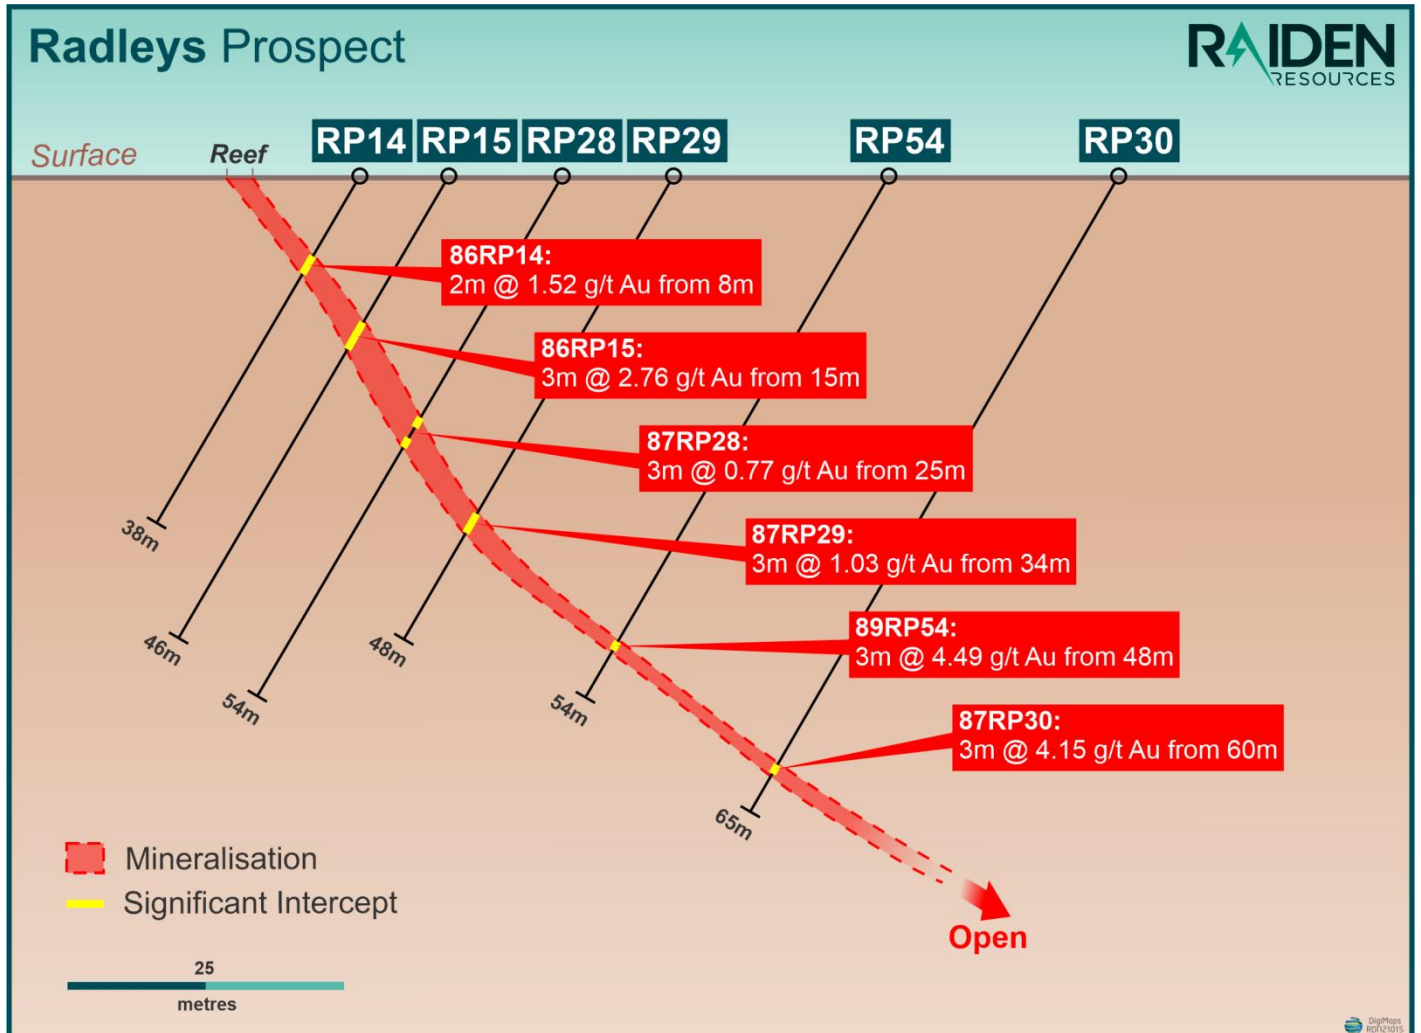 Radleys Prospect
RAIDEN
RESOURCES
Surface
Reef
RP14
RP15
RP28
RP29
RP54
RP30
86RP14:
2m @ 1.52 g/t Au from 8m
86RP15:
3m @ 2.76 g/t Au from 15m
87RP28:
3m @ 0.77 g/t Au from 25m
87RP29:
3m @ 1.03 g/t Au from 34m
89RP54:
3m @ 4.49 g/t Au from 48m
87RP30:
3m @ 4.15 g/t Au from 60m
38m
46m
54m
48m
54m
65m
Mineralisation
Significant Intercept
Open
25
metres
DigiMaps
RDN21015